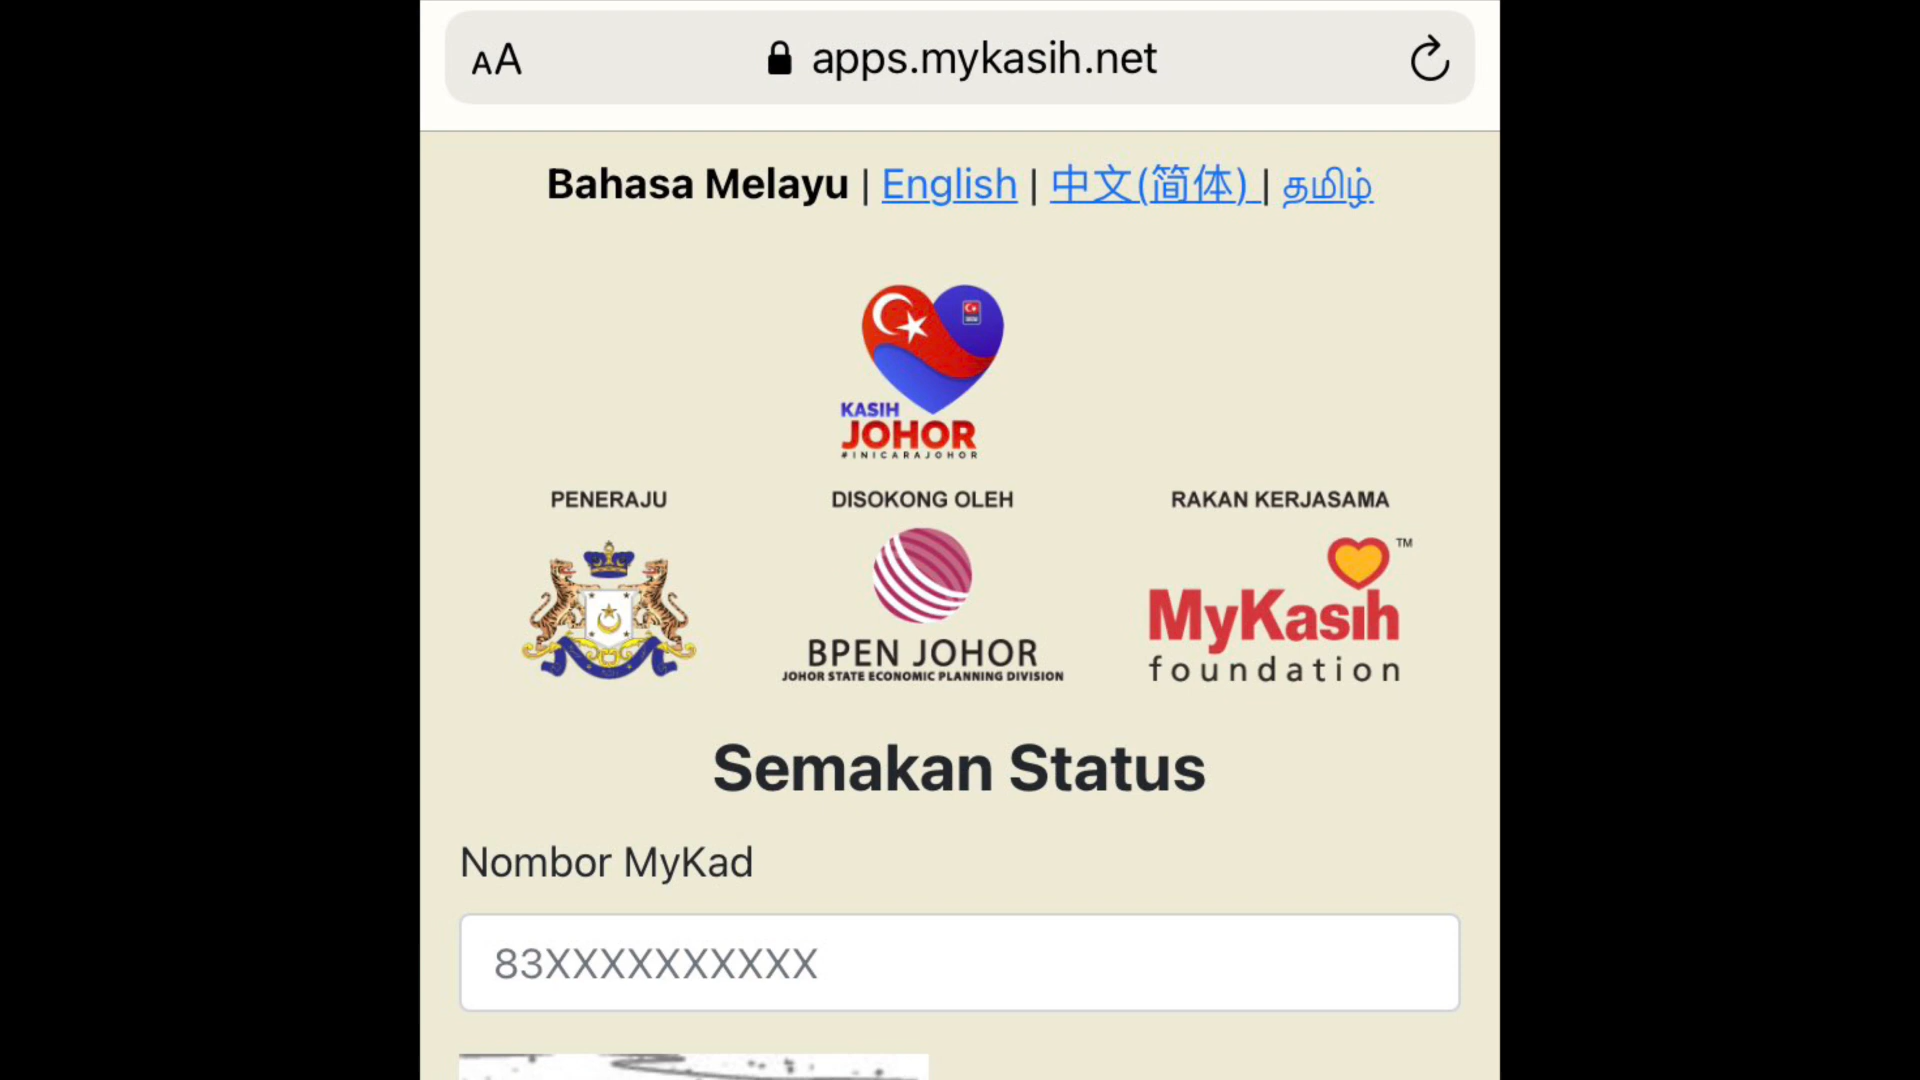 AA apps.mykasih.net
Bahasa Melayu | English | 中文(简体) | தமிழ்
KASIH
JOHOR
#INICARAJOHOR
PENERAJU DISOKONG OLEH RAKAN KERJASAMA
BPEN JOHOR
JOHOR STATE ECONOMIC PLANNING DIVISION
MyKasih TM
foundation
Semakan Status
Nombor MyKad
83XXXXXXXXXX